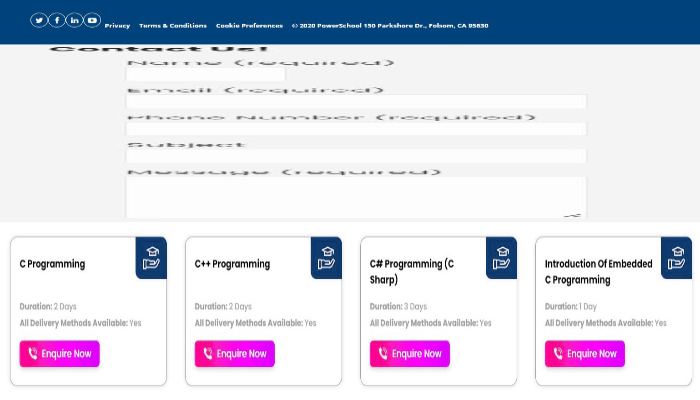 Privacy Terms & Conditions Cookie Preferences © 2020 PowerSchool 150 Parkshore Dr., Folsom, CA 95630
Contact Us!
Name (required)
Email (required)
Phone Number (required)
Subject
Message (required)
C Programming
Duration: 2 Days
All Delivery Methods Available: Yes
Enquire Now
C++ Programming
Duration: 2 Days
All Delivery Methods Available: Yes
Enquire Now
C# Programming (C
Sharp)
Duration: 3 Days
All Delivery Methods Available: Yes
Enquire Now
Introduction Of Embedded
C Programming
Duration: 1 Day
All Delivery Methods Available: Yes
Enquire Now